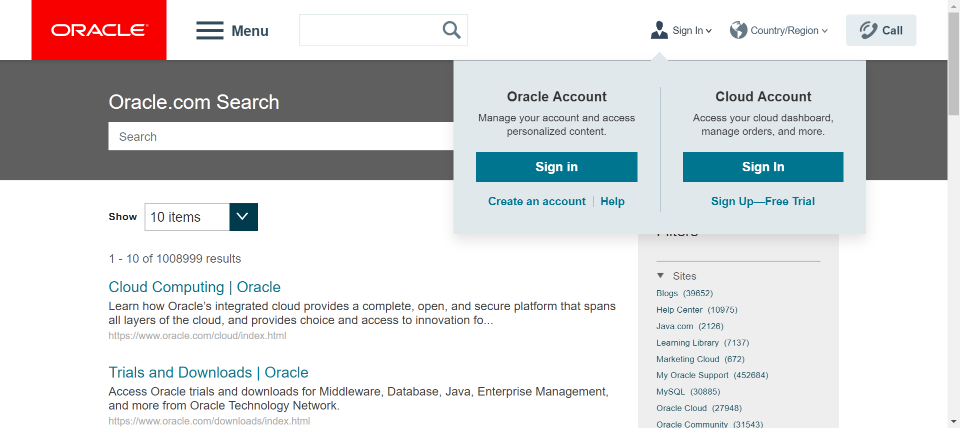 ORACLE
Menu
Sign In
Country/Region
Call
Oracle.com Search
Search
Oracle Account
Manage your account and access
personalized content.
Sign in
Create an account | Help
Cloud Account
Access your cloud dashboard,
manage orders, and more.
Sign In
Sign Up—Free Trial
Show
10 items
1 - 10 of 1008999 results
Cloud Computing | Oracle
Learn how Oracle's integrated cloud provides a complete, open, and secure platform that spans
all layers of the cloud, and provides choice and access to innovation fo...
https://www.oracle.com/cloud/index.html
Trials and Downloads | Oracle
Access Oracle trials and downloads for Middleware, Database, Java, Enterprise Management,
and more from Oracle Technology Network.
https://www.oracle.com/downloads/index.html
Filters
Sites
Blogs (39652)
Help Center (10975)
Java.com (2126)
Learning Library (7137)
Marketing Cloud (672)
My Oracle Support (452684)
MySQL (30885)
Oracle Cloud (27948)
Oracle Community (31543)